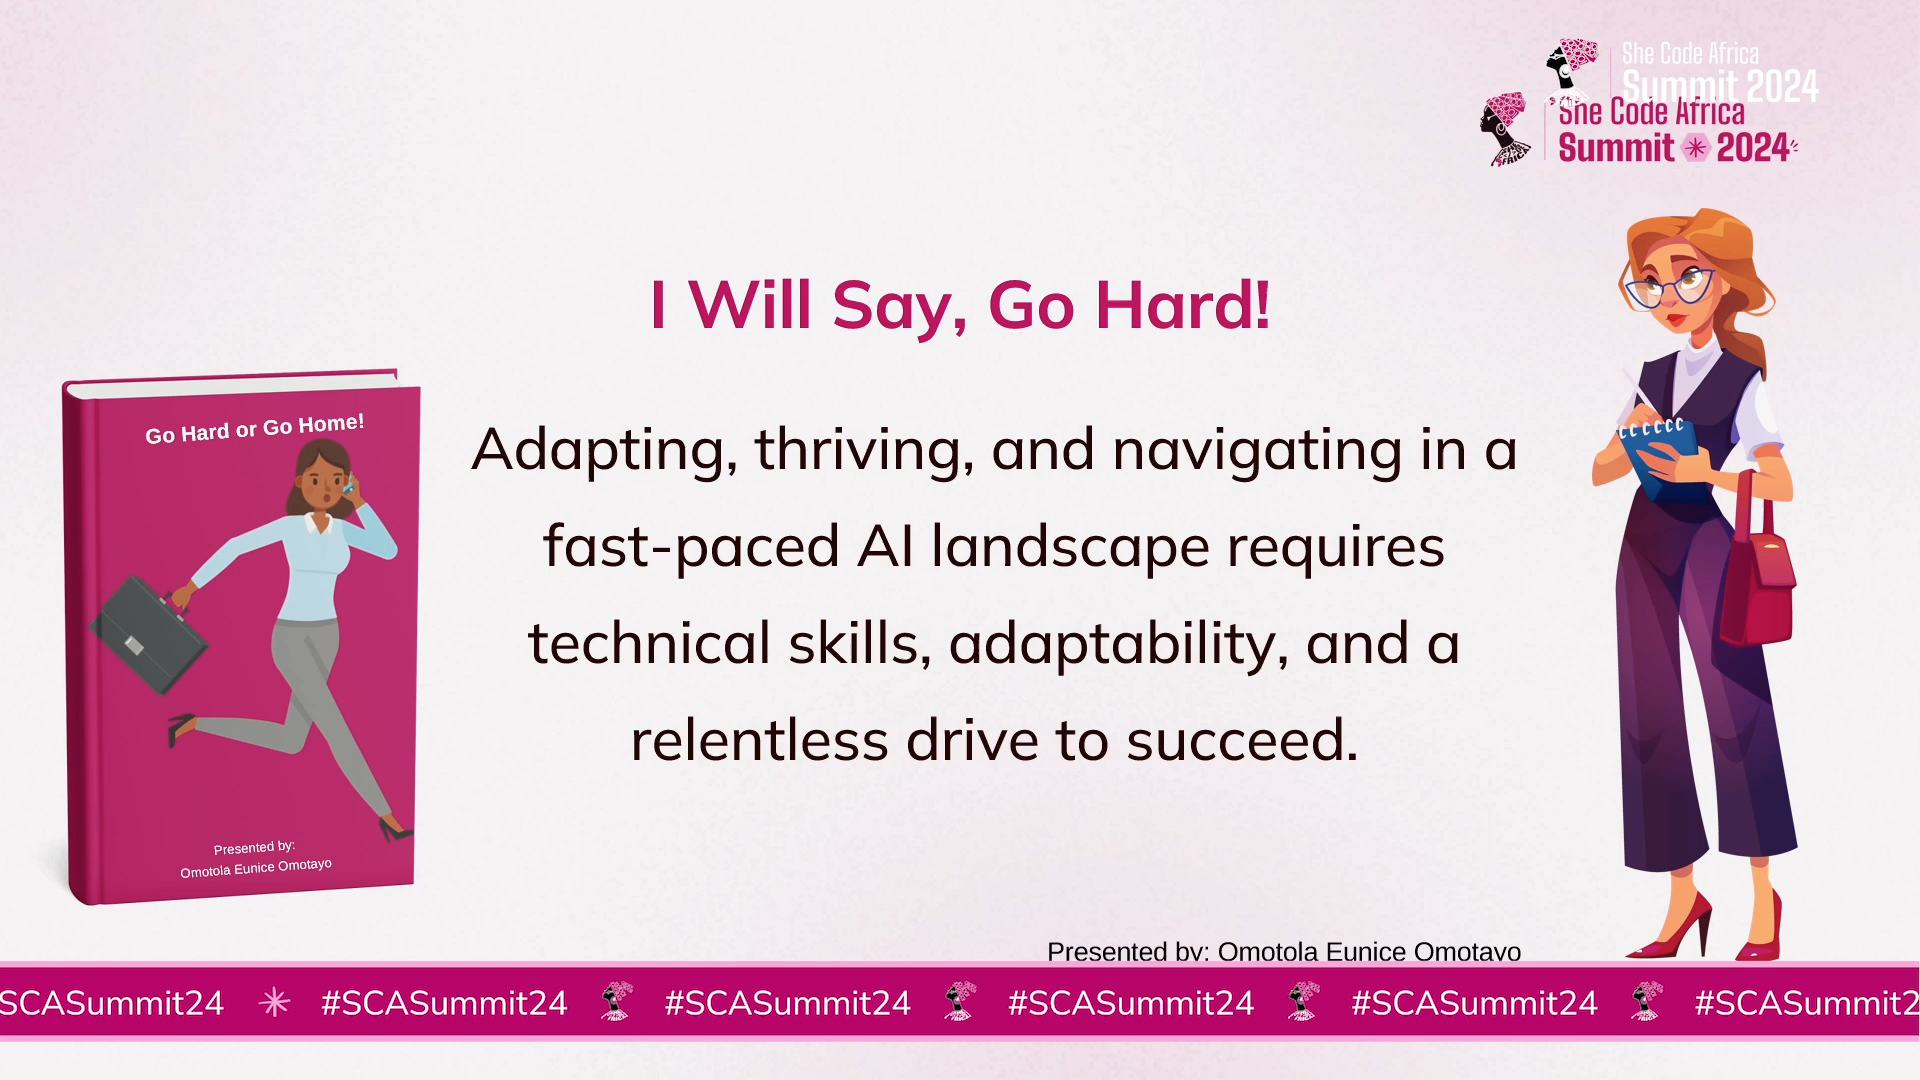 She Code Africa
Summit 2024
She Code Africa
Summit 2024
I Will Say, Go Hard!
Go Hard or Go Home!
Adapting, thriving, and navigating in a
fast-paced AI landscape requires
technical skills, adaptability, and a
relentless drive to succeed.
Presented by:
Omotola Eunice Omotayo
Presented by: Omotola Eunice Omotayo
SCASummit24 #SCASummit24 #SCASummit24 #SCASummit24 #SCASummit24 #SCASummit2